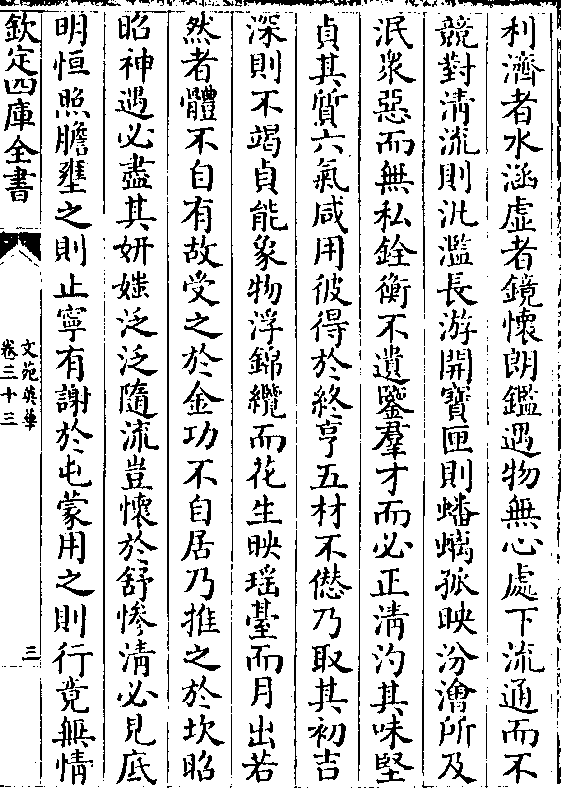 利濟者水涵虛者鏡懷朗鑑遇物無心處下流通而不
競對清流則汎濫長游開寶匣則蟠螭孤映汾澮所及
泯衆惡而無私銓衡不遺鑒羣才而必正清汋其味堅
貞其質六氣咸用彼得於終亨五材不僁乃取其初吉
深則不竭貞能象物浮錦纜而花生映瑶臺而月出若
然者體不自有故受之於金功不自居乃推之於坎昭
昭神遇必盡其妍媸泛泛隨流豈懷於舒慘清必見底
明恒照膽壅之則止寧有謝於屯蒙用之則行竟無情
欽定四庫全書
文苑英華
卷三十三
三